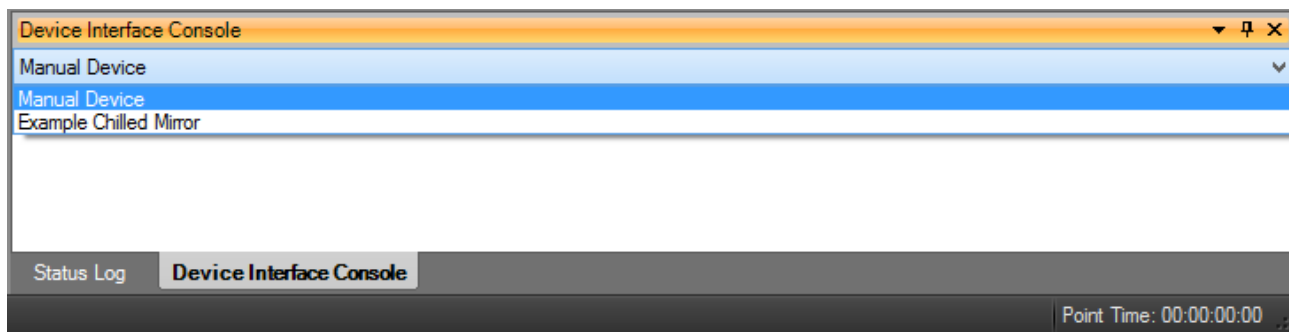 Device Interface Console
Manual Device
Manual Device
Example Chilled Mirror
Status Log Device Interface Console
Point Time: 00:00:00:00